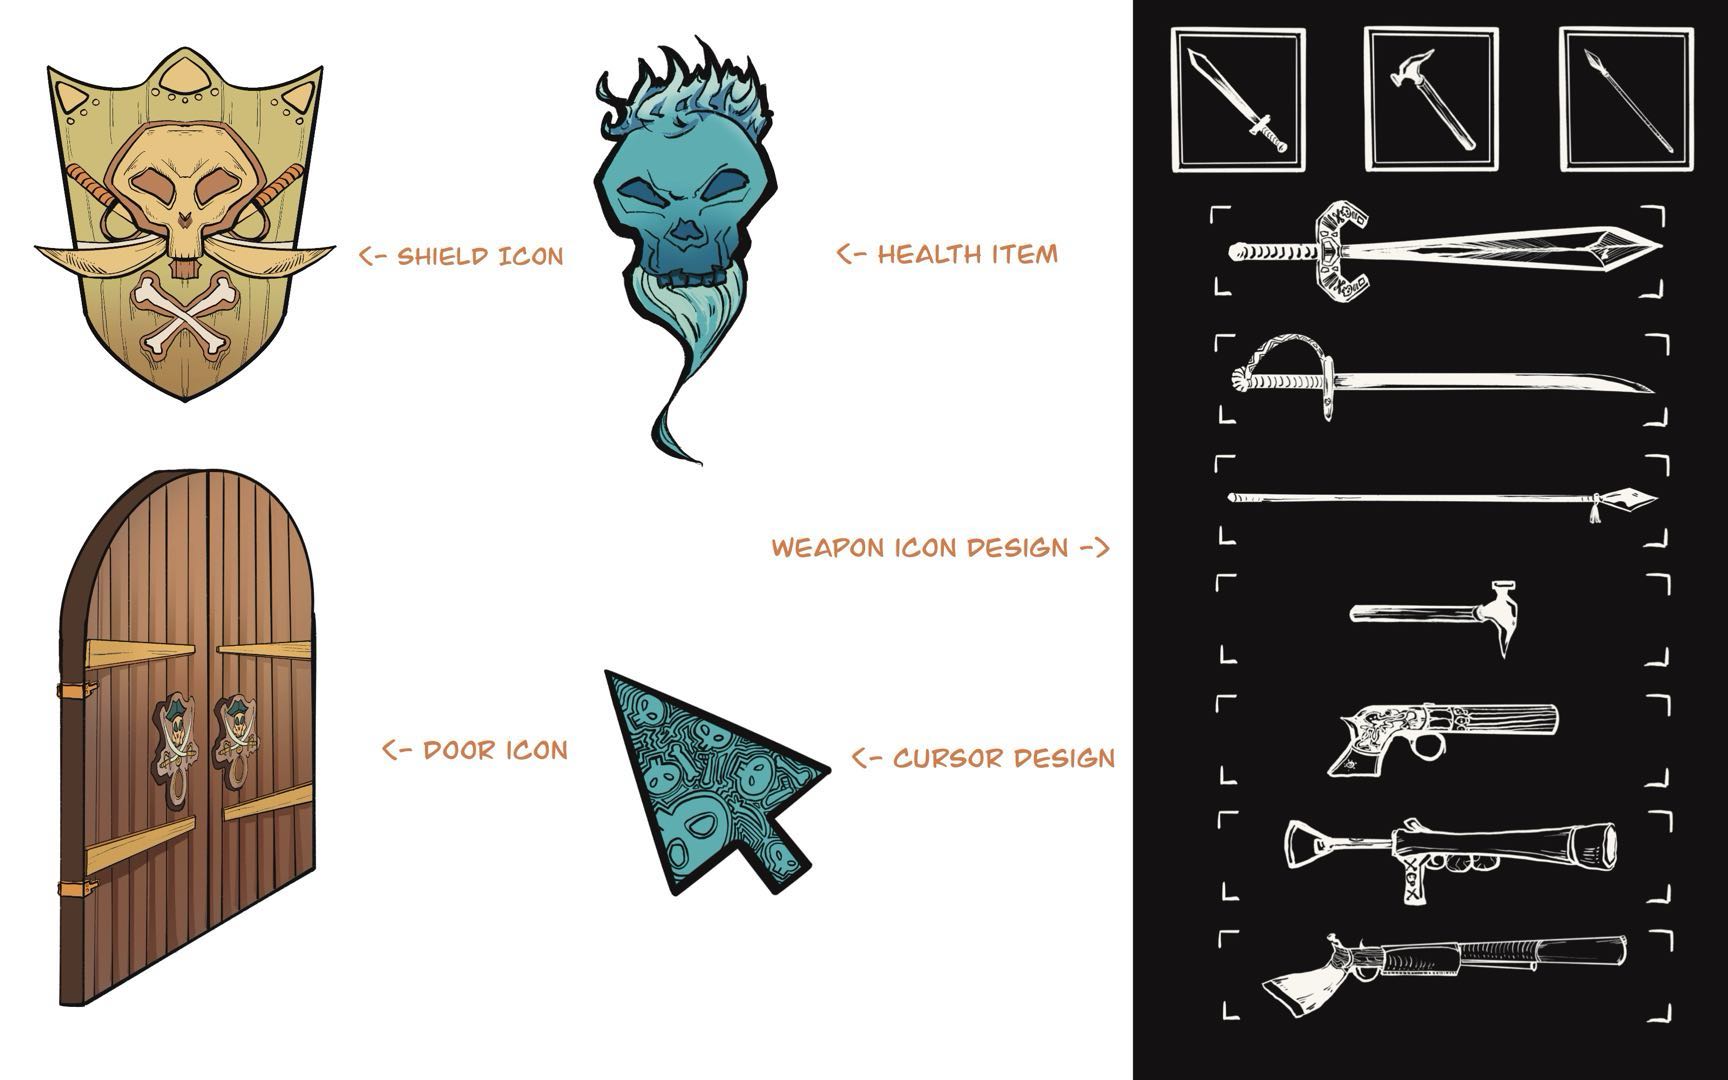 <- SHIELD ICON
<- HEALTH ITEM
WEAPON ICON DESIGN ->
<- DOOR ICON
<- CURSOR DESIGN